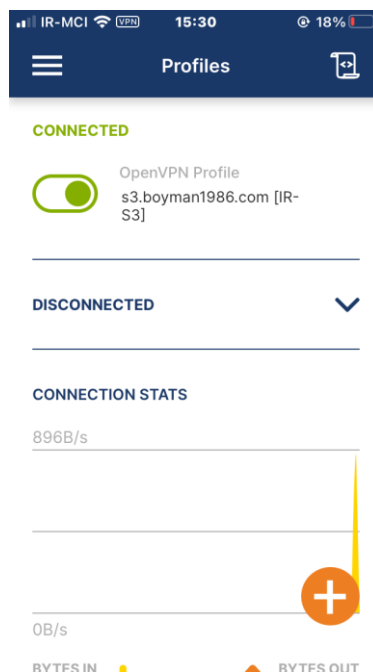 IR-MCI VPN 15:30 18%
Profiles
CONNECTED
OpenVPN Profile
s3.boyman1986.com [IR-
S3]
DISCONNECTED
CONNECTION STATS
896B/s
0B/s
BYTES IN BYTES OUT